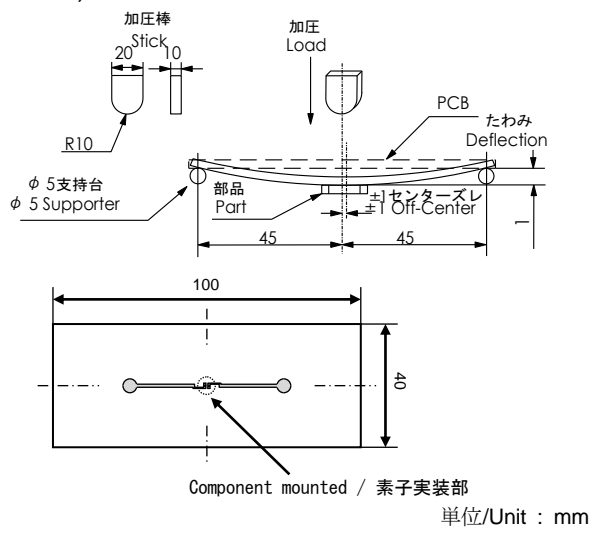 加圧棒
Stick
20
10
R10
加圧
Load
PCB
たわみ
Deflection
φ 5支持台
φ 5 Supporter
部品
Part
±1センターズレ
±1 Off-Center
1
45
45
100
40
Component mounted / 素子実装部
単位/Unit : mm